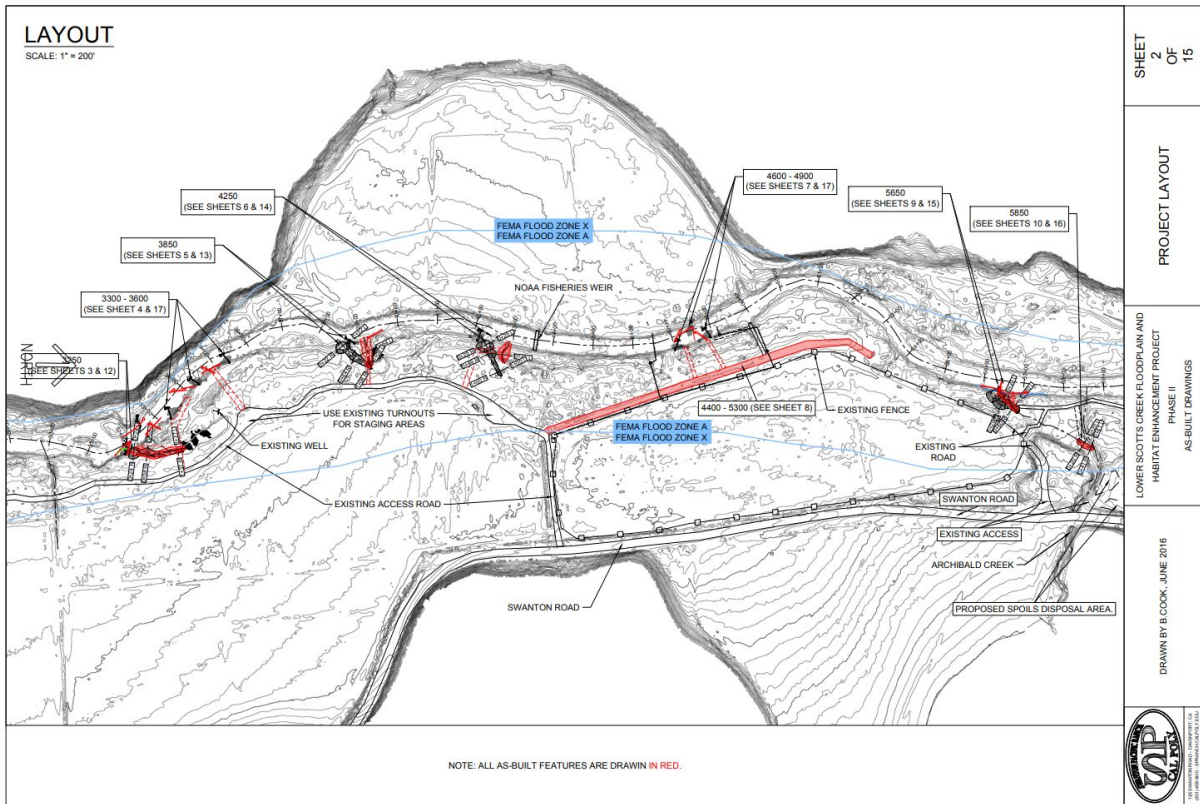 LAYOUT
SCALE: 1" = 200'
4250
(SEE SHEETS 6 & 14)
3850
(SEE SHEETS 5 & 13)
3300 - 3600
(SEE SHEET 4 & 17)
(SEE SHEETS 3 & 12)
NORTH
FEMA FLOOD ZONE X
FEMA FLOOD ZONE A
NOAA FISHERIES WEIR
4600 - 4900
(SEE SHEETS 7 & 17)
5650
(SEE SHEETS 9 & 15)
5850
(SEE SHEETS 10 & 16)
USE EXISTING TURNOUTS
FOR STAGING AREAS
EXISTING WELL
EXISTING ACCESS ROAD
4400 - 5300 (SEE SHEET 8)
EXISTING FENCE
FEMA FLOOD ZONE A
FEMA FLOOD ZONE X
EXISTING
ROAD
SWANTON ROAD
EXISTING ACCESS
ARCHIBALD CREEK
SWANTON ROAD
PROPOSED SPOILS DISPOSAL AREA.
NOTE: ALL AS-BUILT FEATURES ARE DRAWIN IN RED.
SHEET
2
OF
15
PROJECT LAYOUT
LOWER SCOTTS CREEK FLOODPLAIN AND
HABITAT ENHANCEMENT PROJECT
PHASE II
AS-BUILT DRAWINGS
DRAWN BY B.COOK, JUNE 2016
SP
CAL POLY